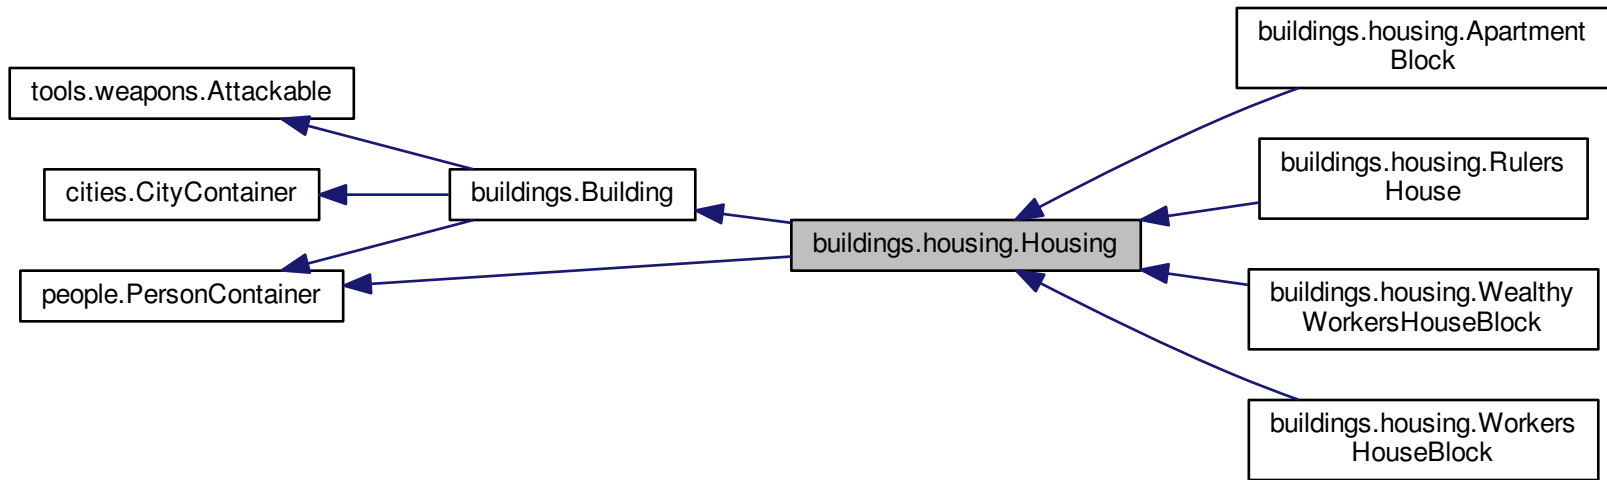 tools.weapons.Attackable
cities.CityContainer
people.PersonContainer
buildings.Building
buildings.housing.Housing
buildings.housing.Apartment
Block
buildings.housing.Rulers
House
buildings.housing.Wealthy
WorkersHouseBlock
buildings.housing.Workers
HouseBlock